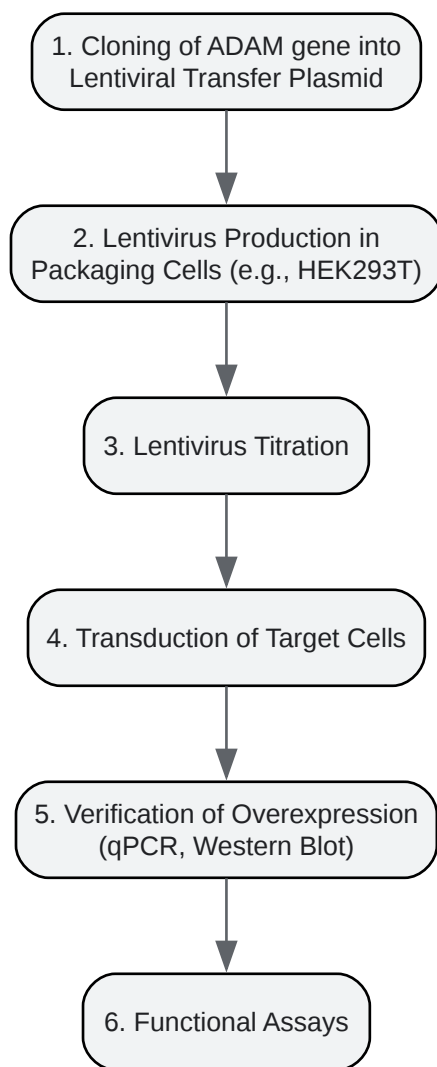 1. Cloning of ADAM gene into
Lentiviral Transfer Plasmid
2. Lentivirus Production in
Packaging Cells (e.g., HEK293T)
3. Lentivirus Titration
4. Transduction of Target Cells
5. Verification of Overexpression
(qPCR, Western Blot)
6. Functional Assays